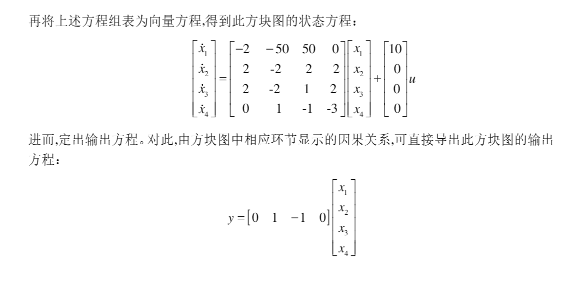 再将上述方程组表为向量方程,得到此方块图的状态方程:
[ẋ₁] [-2 -50 50 0] [x₁] [10]
[ẋ₂] [2 -2 2 2] [x₂] [0]
= + u
[ẋ₃] [2 -2 1 2] [x₃] [0]
[ẋ₄] [0 1 -1 -3] [x₄] [0]
进而,定出输出方程。对此,由方块图中相应环节显示的因果关系,可直接导出此方块图的输出
方程:
[x₁]
[x₂]
y = [0 1 -1 0]
[x₃]
[x₄]